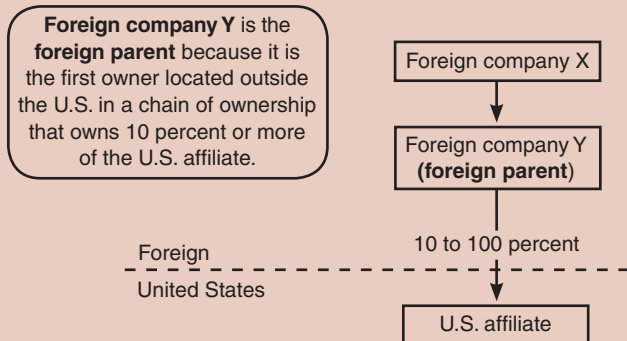 Foreign company Y is the
foreign parent because it is
the first owner located outside
the U.S. in a chain of ownership
that owns 10 percent or more
of the U.S. affiliate.
Foreign company X
Foreign company Y
(foreign parent)
10 to 100 percent
Foreign
United States
U.S. affiliate